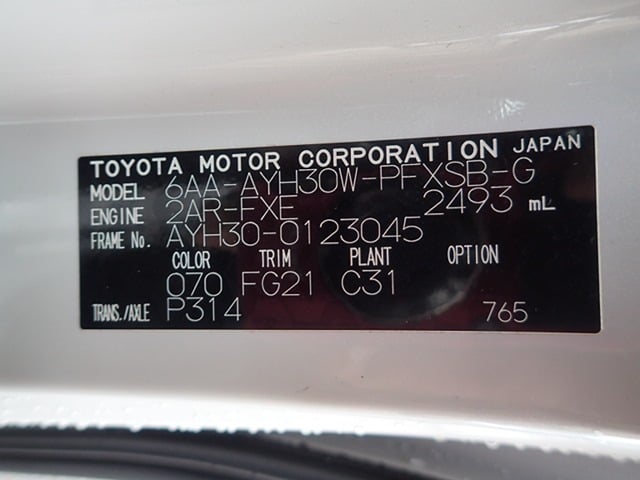 TOYOTA MOTOR CORPORATION JAPAN
MODEL 6AA-AYH30W-PFXSB-G
ENGINE 2AR-FXE 2493 mL
FRAME No. AYH30-0123045
COLOR TRIM PLANT OPTION
070 FG21 C31
TRANS./AXLE P314 765